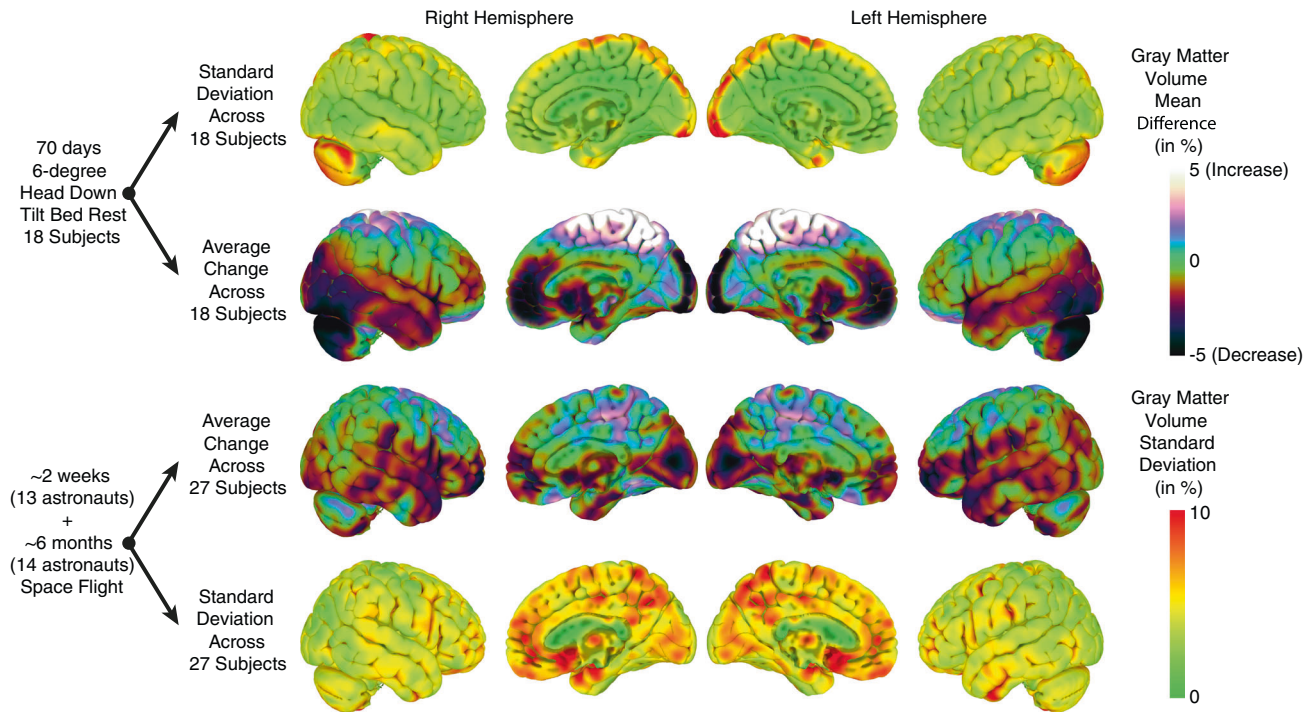 Right Hemisphere
Left Hemisphere
Standard
Deviation
Across
18 Subjects
70 days
6-degree
Head Down
Tilt Bed Rest
18 Subjects
Average
Change
Across
18 Subjects
Gray Matter
Volume
Mean
Difference
(in %)
5 (Increase)
0
-5 (Decrease)
~2 weeks
(13 astronauts)
+
~6 months
(14 astronauts)
Space Flight
Average
Change
Across
27 Subjects
Standard
Deviation
Across
27 Subjects
Gray Matter
Volume
Standard
Deviation
(in %)
10
0